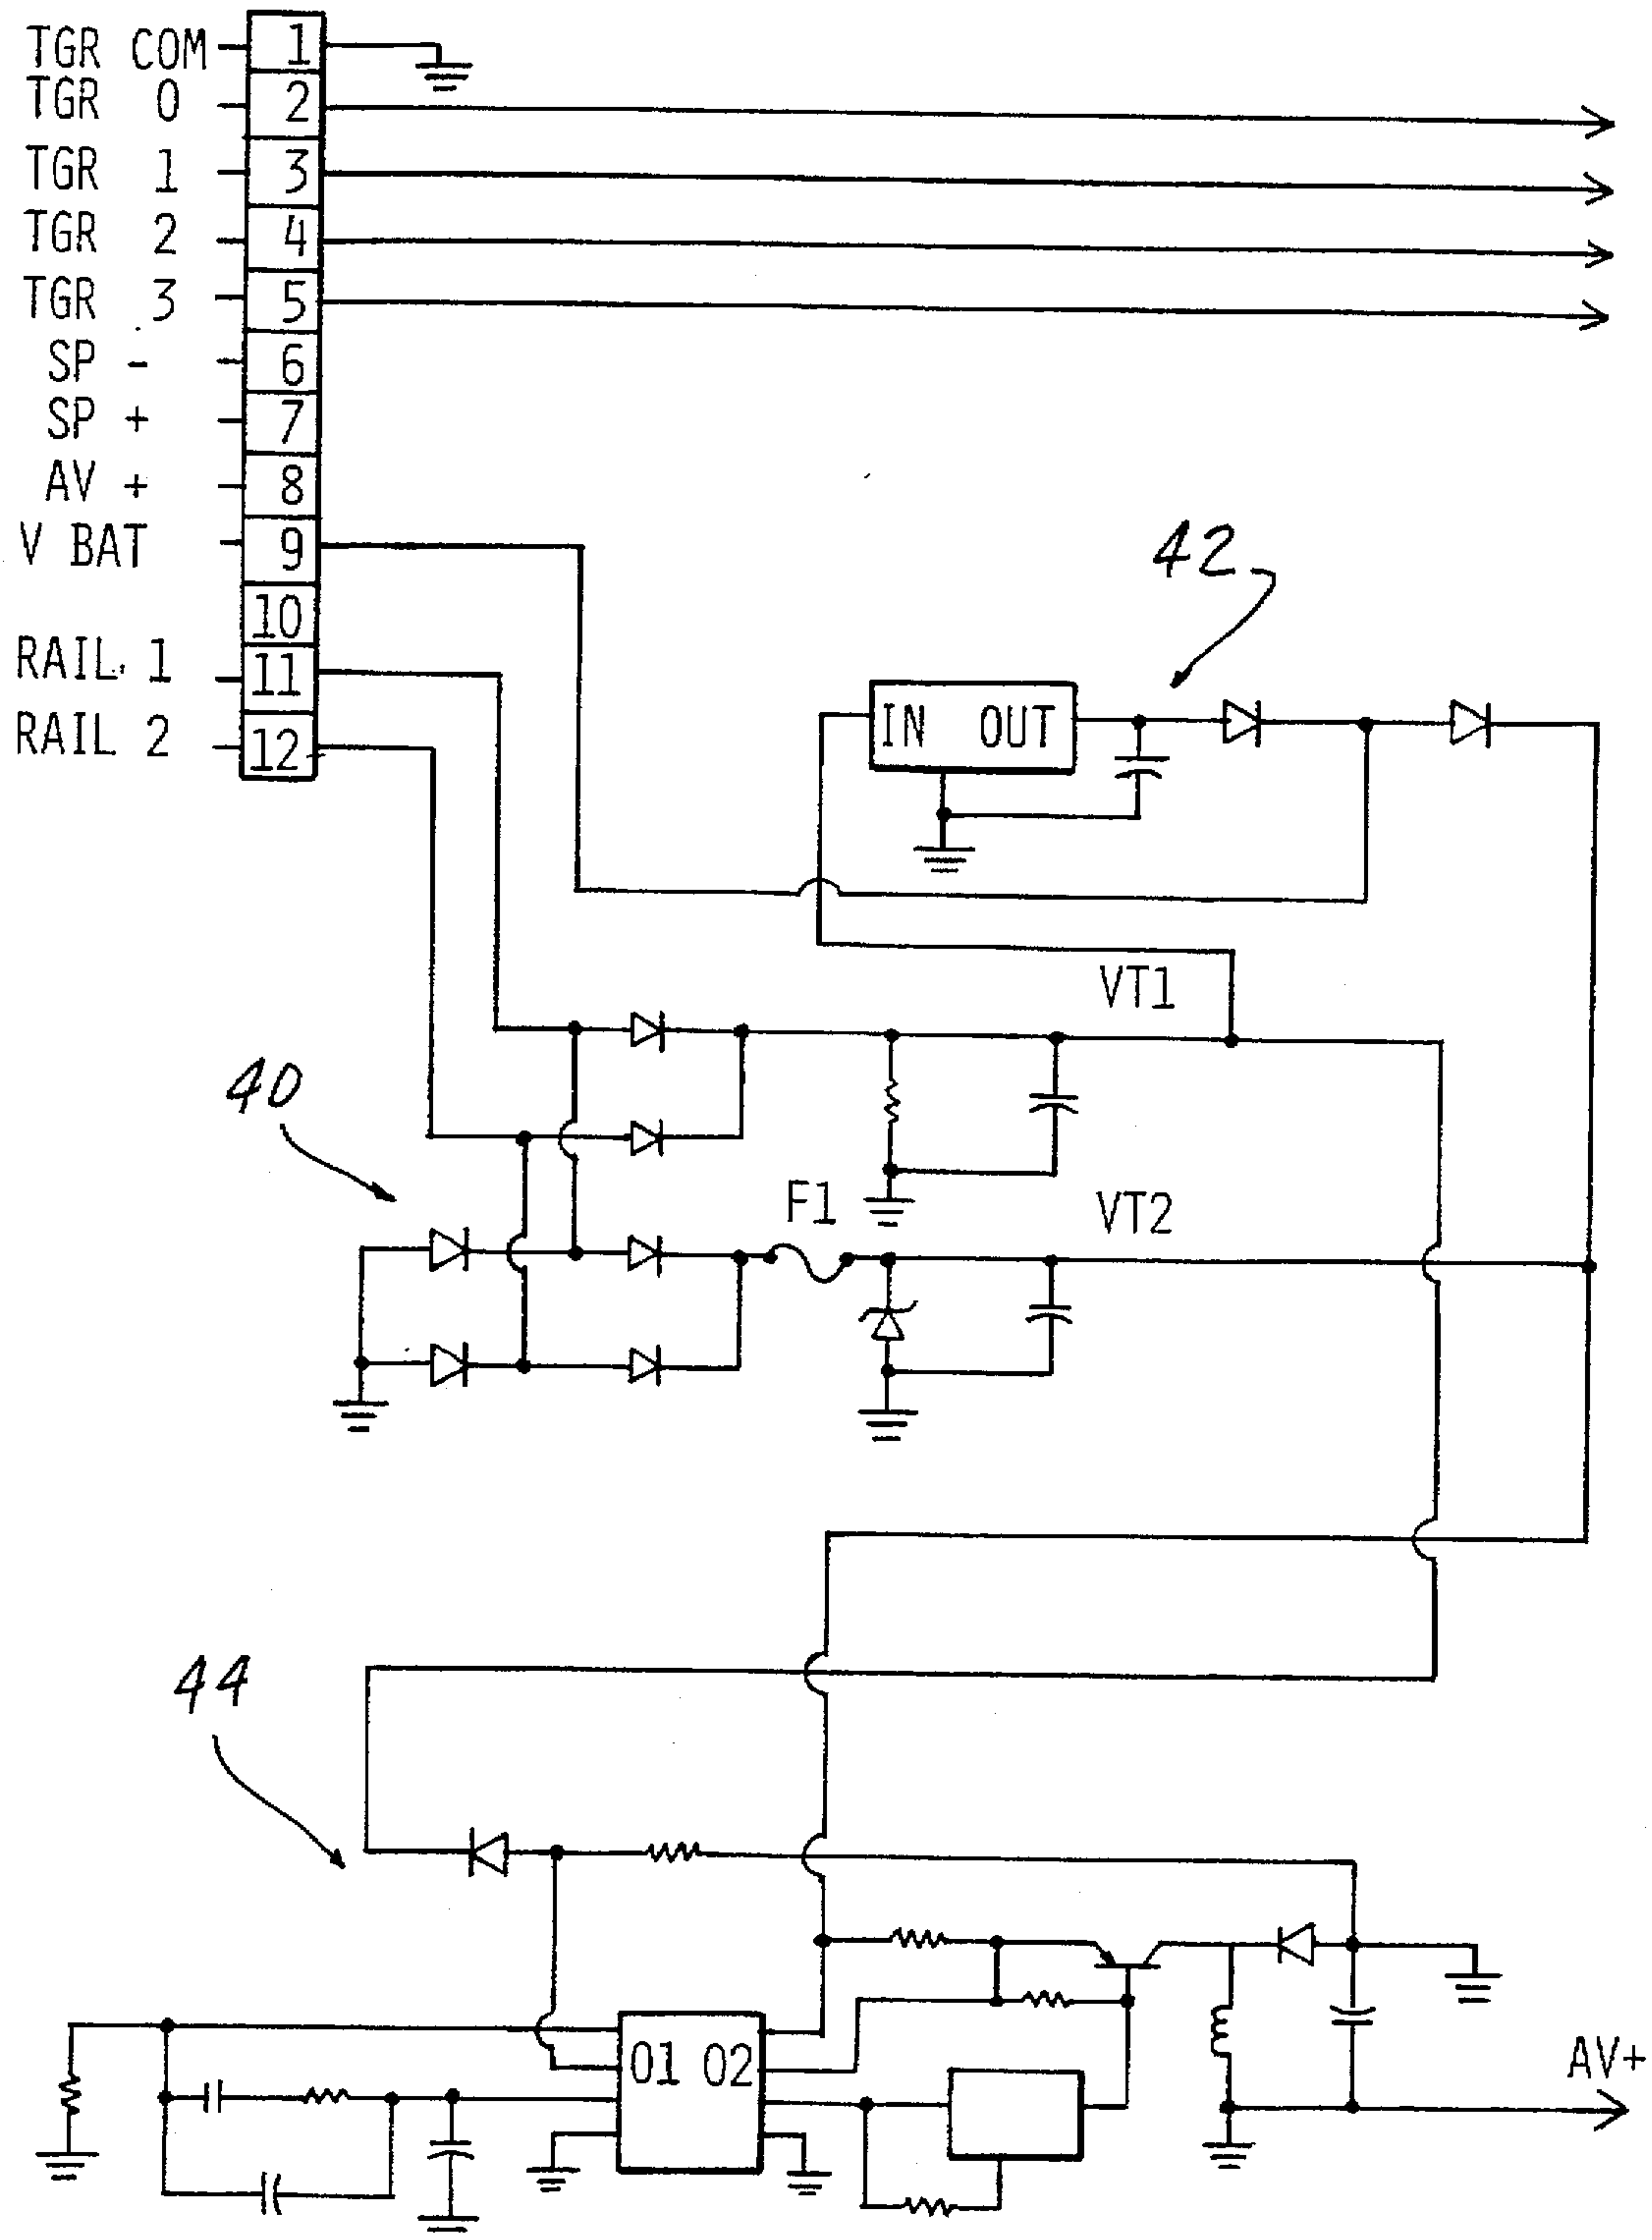 TGR COM 1
TGR 0 2
TGR 1 3
TGR 2 4
TGR 3 5
SP - 6
SP + 7
AV + 8
V BAT 9
10
RAIL 1 11
RAIL 2 12
42
IN OUT
VT1
40
F1
VT2
44
O1 O2
AV+